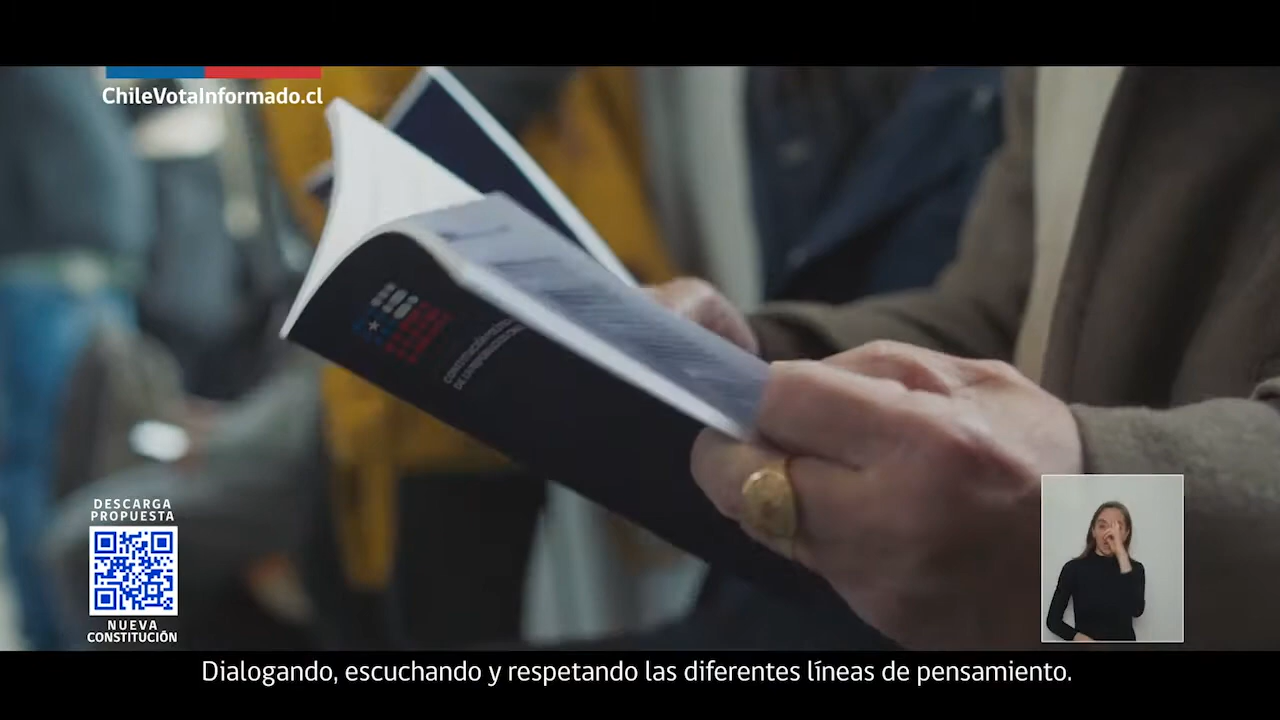 ChileVotaInformado.cl
DESCARGA
PROPUESTA
NUEVA
CONSTITUCIÓN
Dialogando, escuchando y respetando las diferentes líneas de pensamiento.